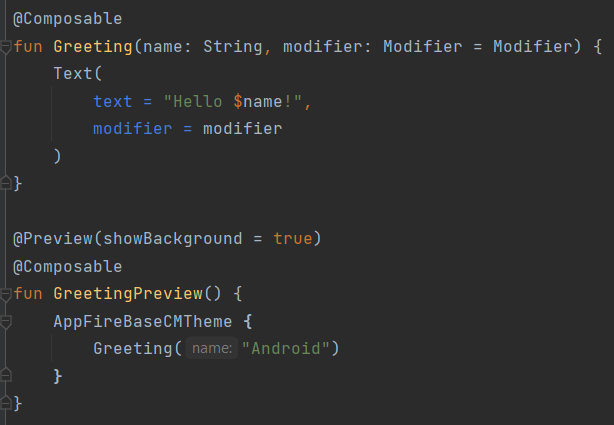 @Composable
fun Greeting(name: String, modifier: Modifier = Modifier) {
    Text(
        text = "Hello $name!",
        modifier = modifier
    )
}
@Preview(showBackground = true)
@Composable
fun GreetingPreview() {
    AppFireBaseCMTheme {
        Greeting( name: "Android")
    }
}